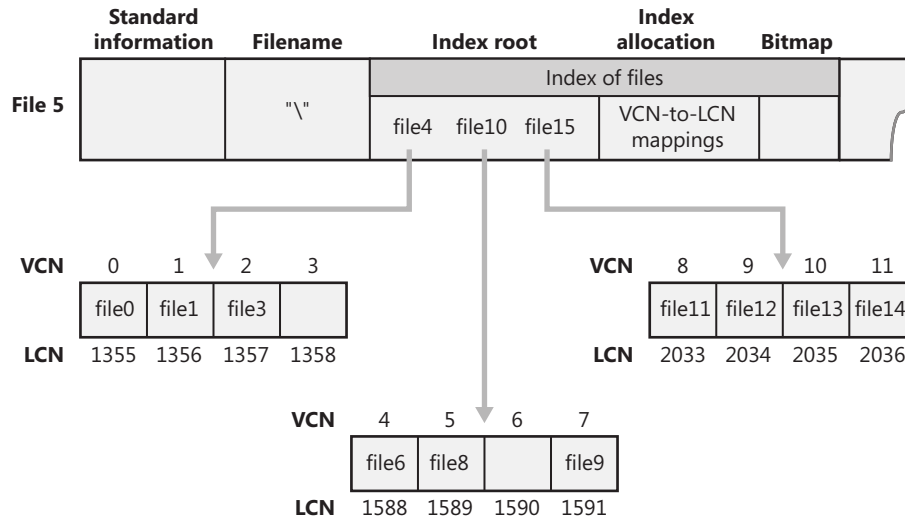 Standard information Filename Index root Index allocation Bitmap
File 5
Index of files
"\"
file4 file10 file15
VCN-to-LCN mappings
VCN 0 1 2 3
file0 file1 file3
LCN 1355 1356 1357 1358
VCN 8 9 10 11
file11 file12 file13 file14
LCN 2033 2034 2035 2036
VCN 4 5 6 7
file6 file8 file9
LCN 1588 1589 1590 1591